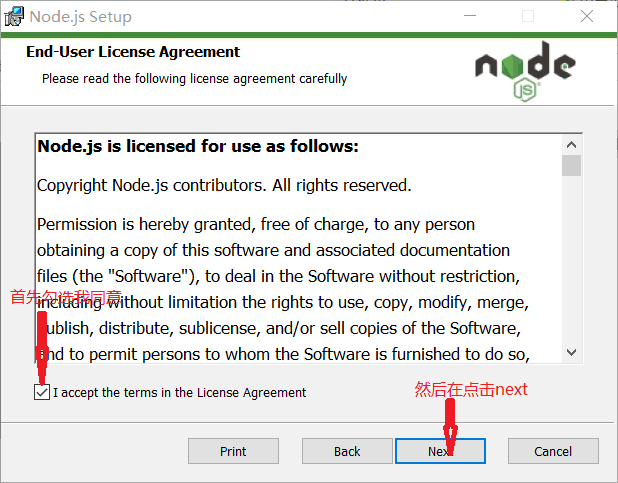 Node.js Setup
End-User License Agreement
Please read the following license agreement carefully
node
JS
Node.js is licensed for use as follows:
Copyright Node.js contributors. All rights reserved.
Permission is hereby granted, free of charge, to any person
obtaining a copy of this software and associated documentation
files (the "Software"), to deal in the Software without restriction,
首先勾选我同意
including without limitation the rights to use, copy, modify, merge,
publish, distribute, sublicense, and/or sell copies of the Software,
and to permit persons to whom the Software is furnished to do so,
I accept the terms in the License Agreement
然后在点击next
Print
Back
Next
Cancel